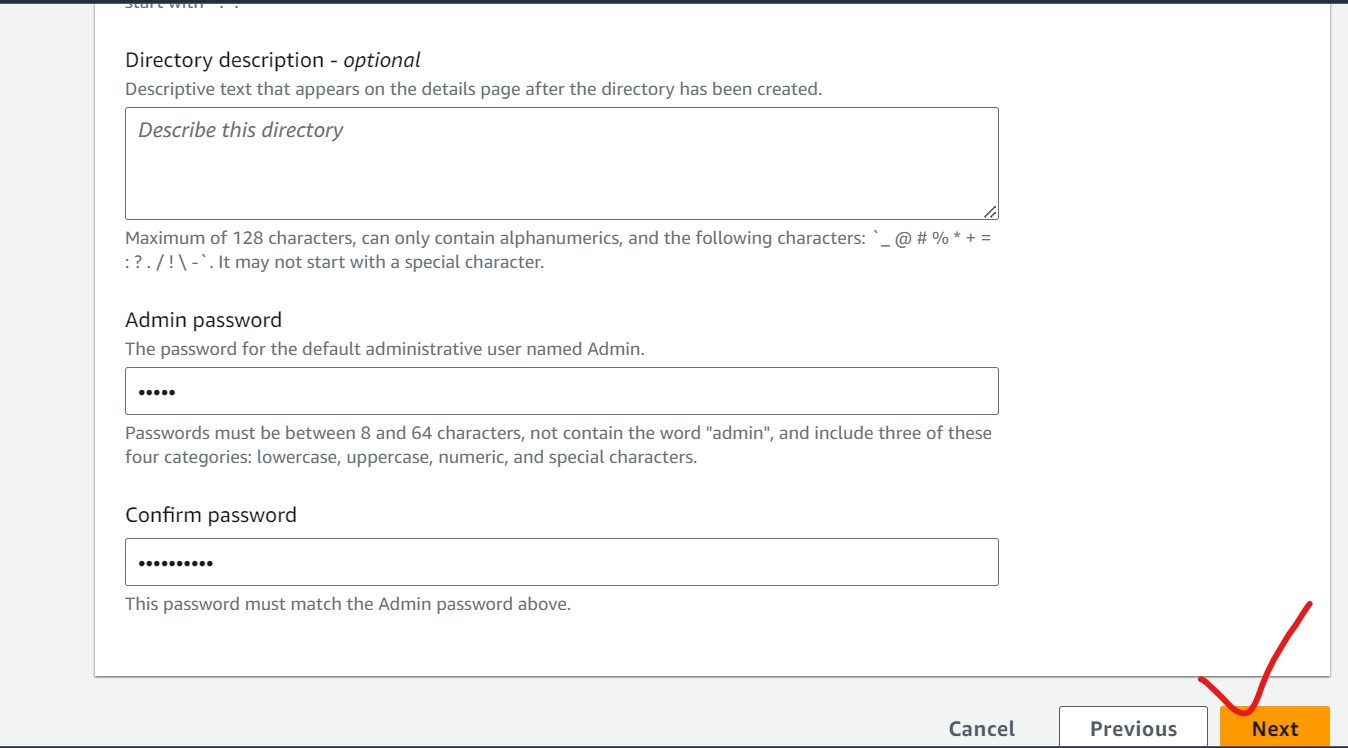 start with
Directory description - optional
Descriptive text that appears on the details page after the directory has been created.
Describe this directory
Maximum of 128 characters, can only contain alphanumerics, and the following characters: `_ @ # % * + =
: ? . / ! \ -`. It may not start with a special character.
Admin password
The password for the default administrative user named Admin.
•••••
Passwords must be between 8 and 64 characters, not contain the word "admin", and include three of these
four categories: lowercase, uppercase, numeric, and special characters.
Confirm password
••••••••••
This password must match the Admin password above.
Cancel Previous Next